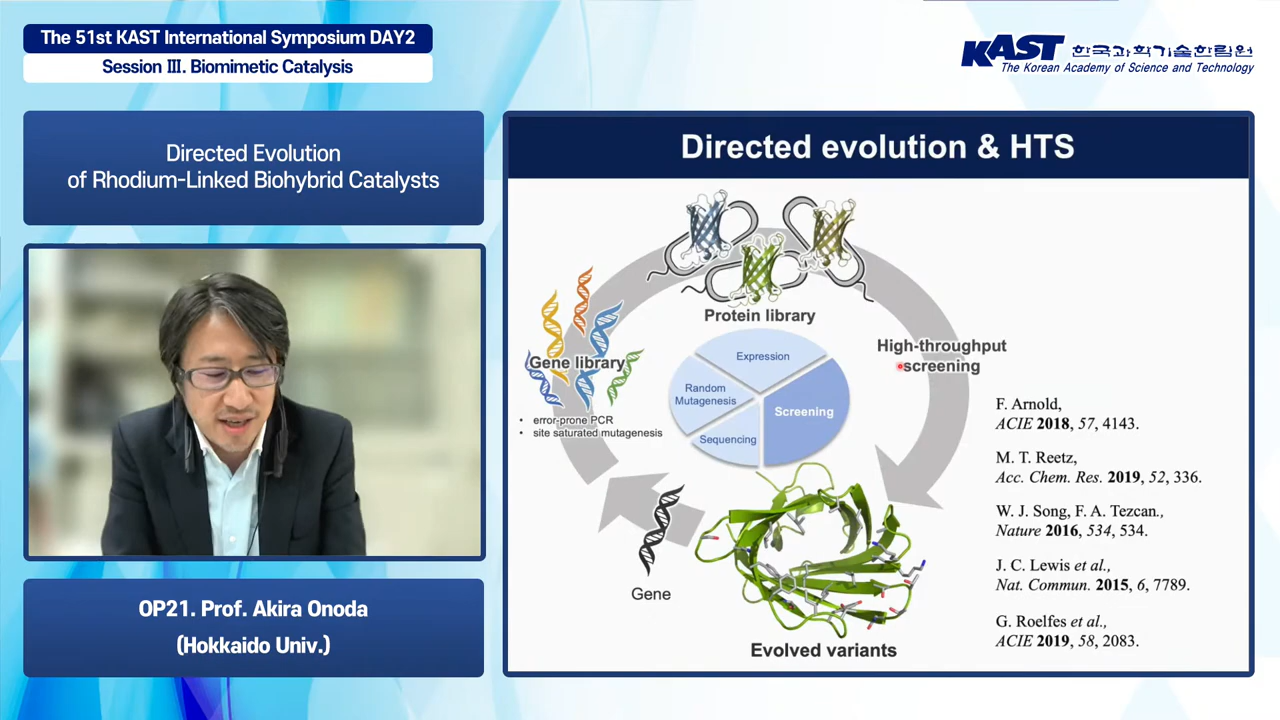 The 51st KAST International Symposium DAY2
Session Ⅲ. Biomimetic Catalysis
KAST 한국과학기술한림원
The Korean Academy of Science and Technology
Directed Evolution
of Rhodium-Linked Biohybrid Catalysts
OP21. Prof. Akira Onoda
(Hokkaido Univ.)
Directed evolution & HTS
Protein library
Gene library
• error-prone PCR
• site saturated mutagenesis
High-throughput
screening
Expression
Random
Mutagenesis
Screening
Sequencing
Gene
Evolved variants
F. Arnold,
ACIE 2018, 57, 4143.
M. T. Reetz,
Acc. Chem. Res. 2019, 52, 336.
W. J. Song, F. A. Tezcan.,
Nature 2016, 534, 534.
J. C. Lewis et al.,
Nat. Commun. 2015, 6, 7789.
G. Roelfes et al.,
ACIE 2019, 58, 2083.